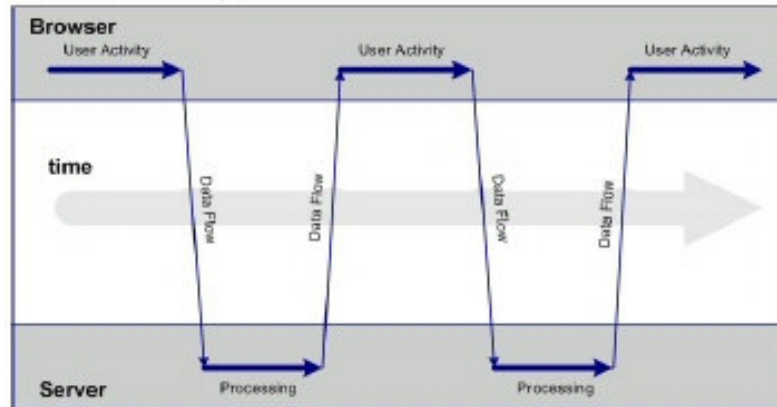 Browser
User Activity
User Activity
User Activity
time
Data Flow
Data Flow
Data Flow
Data Flow
Server
Processing
Processing